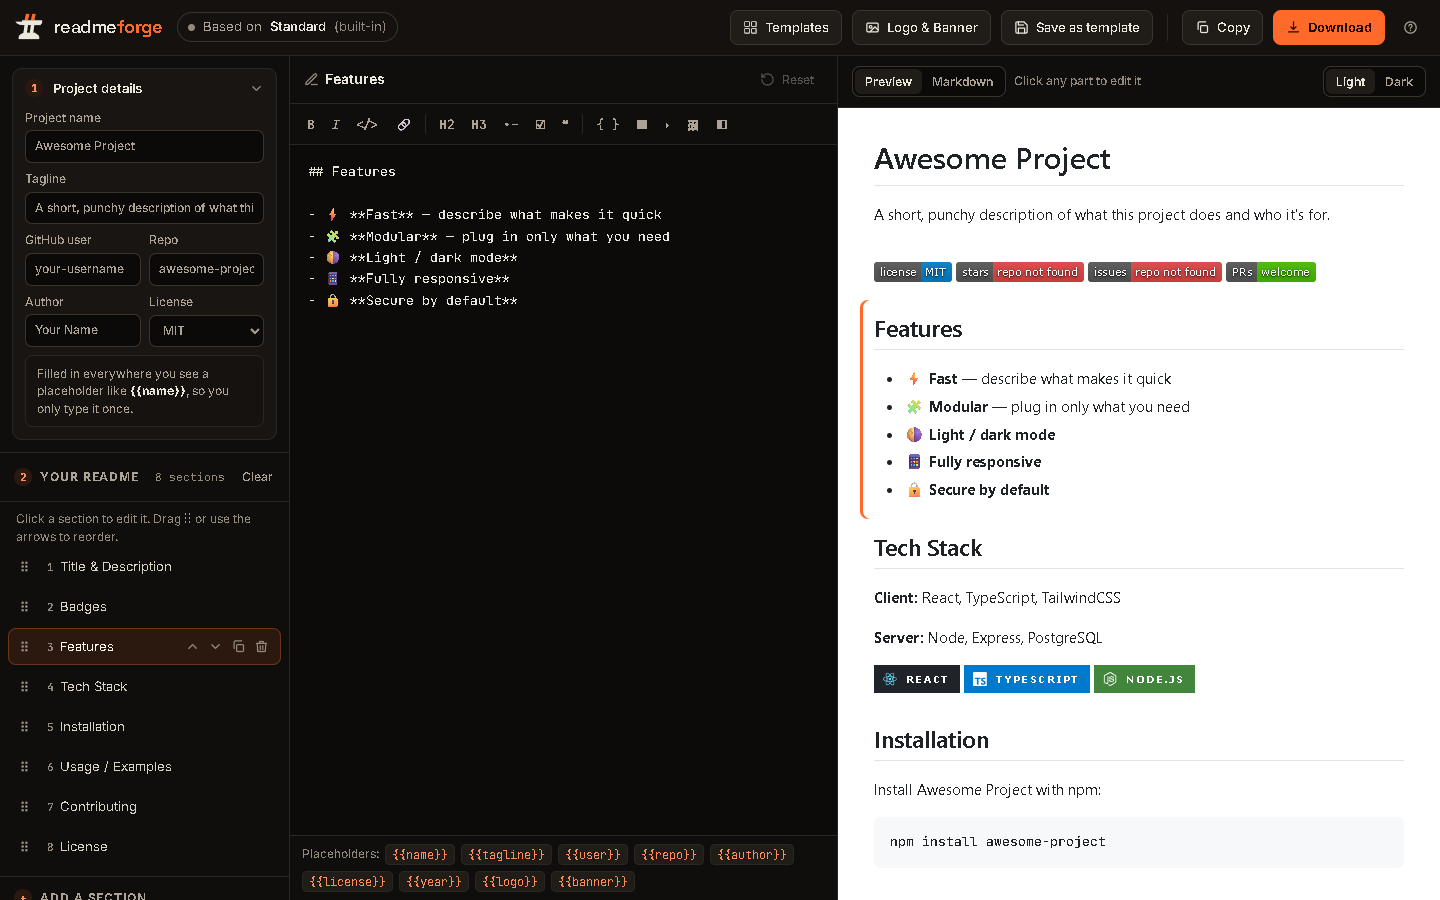 readmeforge
Based on Standard (built-in)
Templates
Logo & Banner
Save as template
Copy
Download
1 Project details
Project name
Awesome Project
Tagline
A short, punchy description of what thi
GitHub user
Repo
your-username
awesome-projec
Author
License
Your Name
MIT
Filled in everywhere you see a
placeholder like {{name}}, so you
only type it once.
2 YOUR README 8 sections Clear
Click a section to edit it. Drag ⠿ or use the
arrows to reorder.
1 Title & Description
2 Badges
3 Features
4 Tech Stack
5 Installation
6 Usage / Examples
7 Contributing
8 License
+ ADD A SECTION
Features
Reset
B I </> H2 H3 { }
## Features
- ⚡ **Fast** — describe what makes it quick
- 🧩 **Modular** — plug in only what you need
- 🌗 **Light / dark mode**
- 📱 **Fully responsive**
- 🔒 **Secure by default**
Placeholders: {{name}} {{tagline}} {{user}} {{repo}} {{author}}
{{license}} {{year}} {{logo}} {{banner}}
Preview Markdown Click any part to edit it
Light Dark
Awesome Project
A short, punchy description of what this project does and who it's for.
license MIT stars repo not found issues repo not found PRs welcome
Features
• ⚡ Fast — describe what makes it quick
• 🧩 Modular — plug in only what you need
• 🌗 Light / dark mode
• 📱 Fully responsive
• 🔒 Secure by default
Tech Stack
Client: React, TypeScript, TailwindCSS
Server: Node, Express, PostgreSQL
REACT TS TYPESCRIPT NODE.JS
Installation
Install Awesome Project with npm:
npm install awesome-project